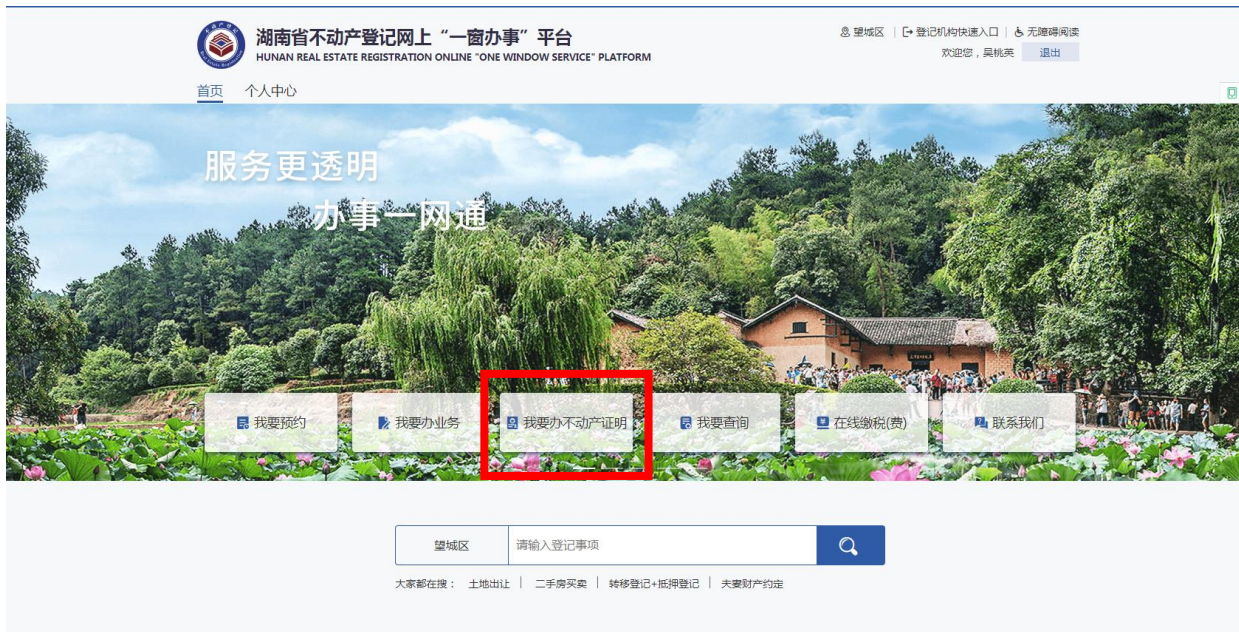 湖南省不动产登记网上“一窗办事”平台
HUNAN REAL ESTATE REGISTRATION ONLINE "ONE WINDOW SERVICE" PLATFORM
望城区 | 登记机构快速入口 | 无障碍阅读
欢迎您，吴桃英 退出
首页 个人中心
服务更透明
办事一网通
我要预约 我要办业务 我要办不动产证明 我要查询 在线缴税(费) 联系我们
望城区 请输入登记事项
大家都在搜： 土地出让 | 二手房买卖 | 转移登记+抵押登记 | 夫妻财产约定